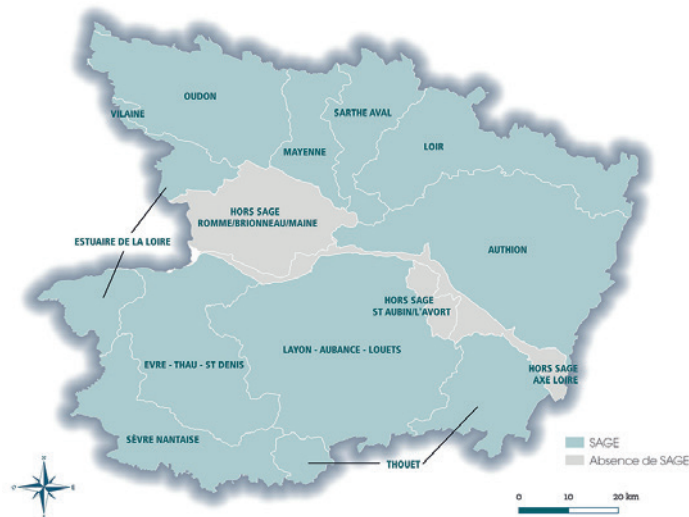 OUDON
VILAINE
SARTHE AVAL
MAYENNE
LOIR
HORS SAGE
ROMME/BRIONNEAU/MAINE
ESTUAIRE DE LA LOIRE
AUTHION
HORS SAGE
ST AUBIN/L'AVORT
LAYON - AUBANCE - LOUETS
EVRE - THAU - ST DENIS
HORS SAGE
AXE LOIRE
SÈVRE NANTAISE
THOUET
SAGE
Absence de SAGE
0 10 20 km